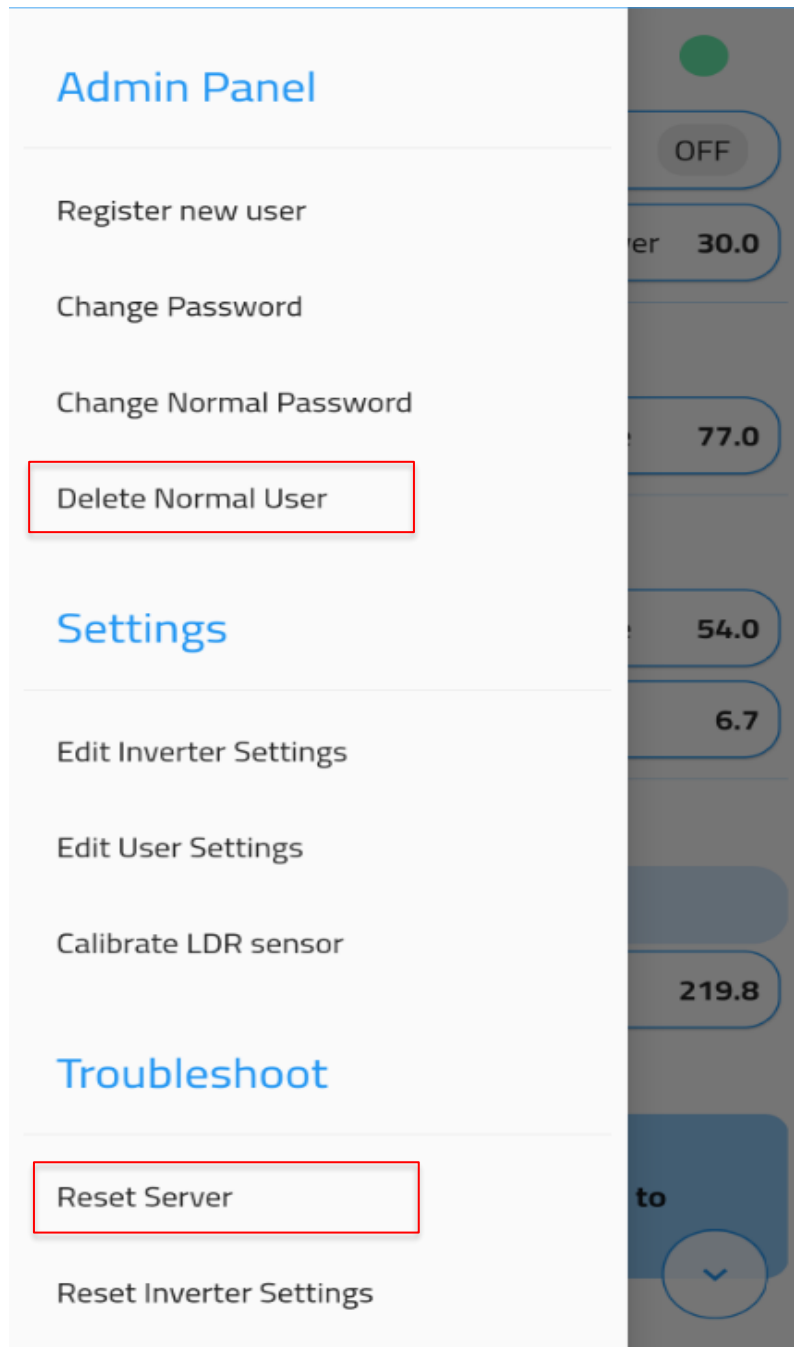 Admin Panel
OFF
Register new user
30.0
Change Password
Change Normal Password
77.0
Delete Normal User
Settings
54.0
6.7
Edit Inverter Settings
Edit User Settings
Calibrate LDR sensor
219.8
Troubleshoot
Reset Server
to
Reset Inverter Settings